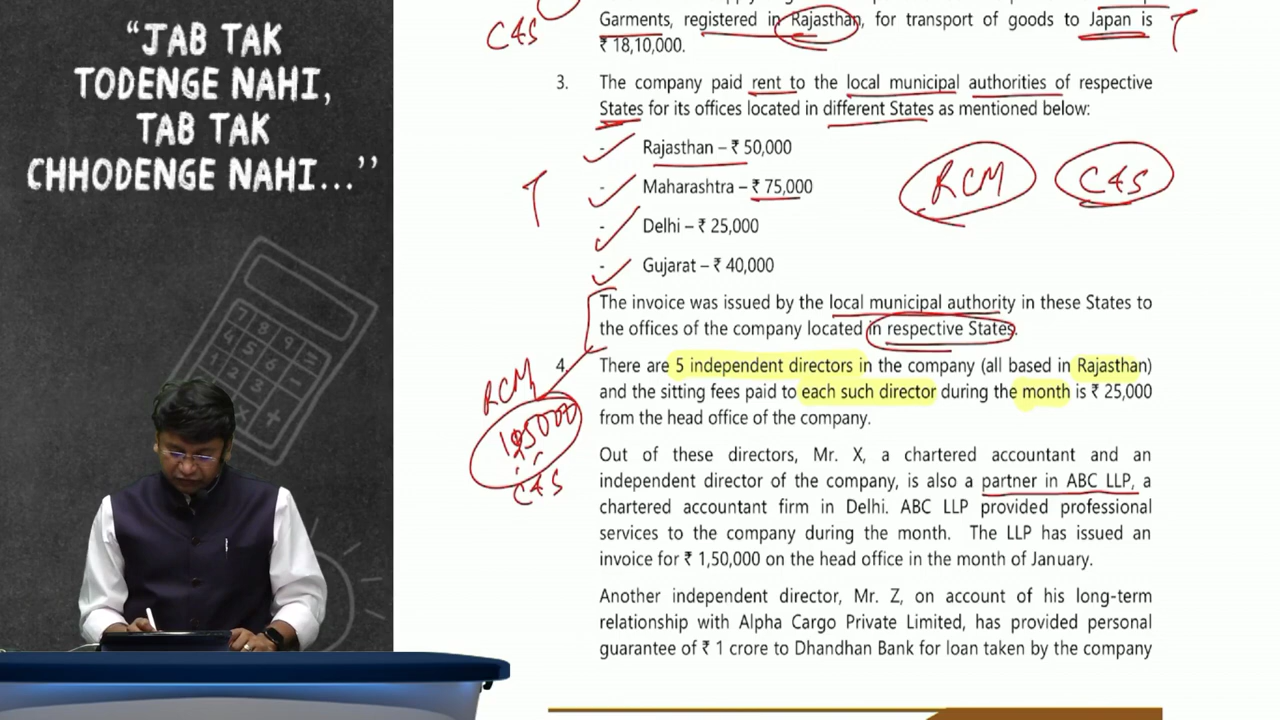 “JAB TAK
TODENGE NAHI,
TAB TAK
CHHODENGE NAHI...’’
Garments, registered in Rajasthan, for transport of goods to Japan is
₹ 18,10,000.
C&S
3. The company paid rent to the local municipal authorities of respective
States for its offices located in different States as mentioned below:
- Rajasthan – ₹ 50,000
- Maharashtra – ₹ 75,000
- Delhi – ₹ 25,000
- Gujarat – ₹ 40,000
RCM C&S
The invoice was issued by the local municipal authority in these States to
the offices of the company located in respective States.
4. There are 5 independent directors in the company (all based in Rajasthan)
and the sitting fees paid to each such director during the month is ₹ 25,000
from the head office of the company.
RCM
C&S
Out of these directors, Mr. X, a chartered accountant and an
independent director of the company, is also a partner in ABC LLP, a
chartered accountant firm in Delhi. ABC LLP provided professional
services to the company during the month. The LLP has issued an
invoice for ₹ 1,50,000 on the head office in the month of January.
Another independent director, Mr. Z, on account of his long-term
relationship with Alpha Cargo Private Limited, has provided personal
guarantee of ₹ 1 crore to Dhandhan Bank for loan taken by the company